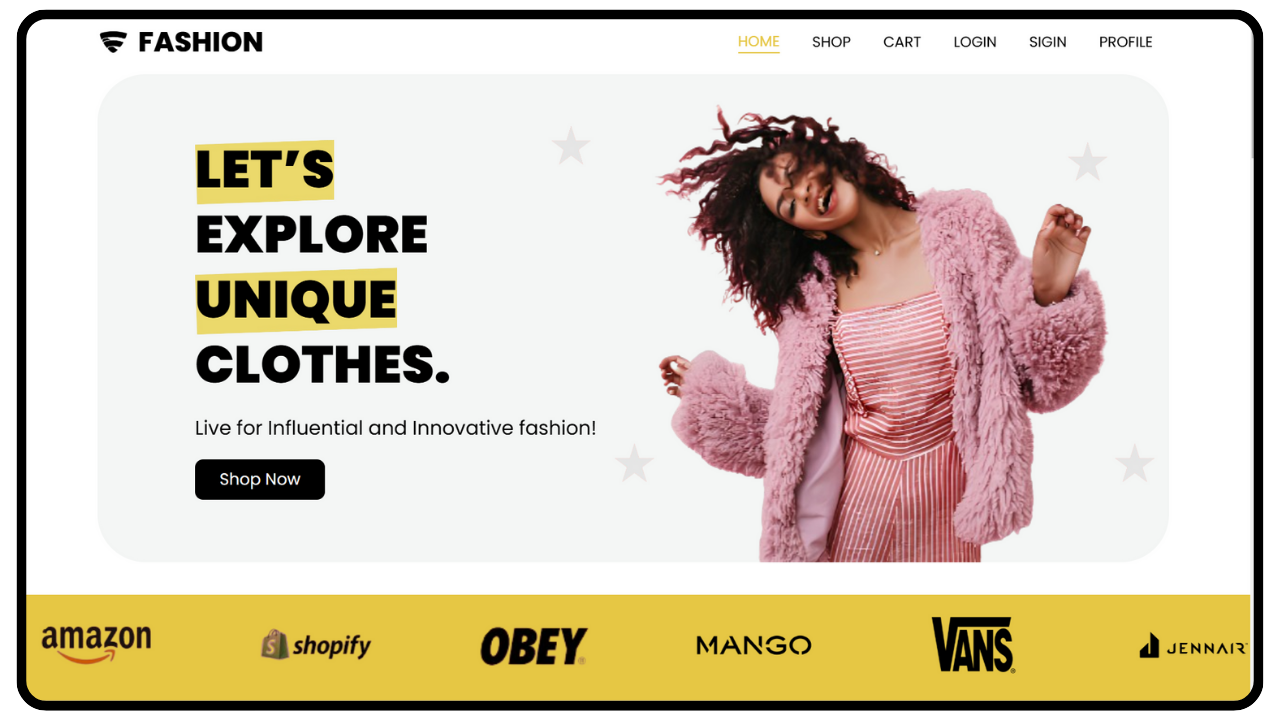 FASHION
HOME SHOP CART LOGIN SIGIN PROFILE
LET’S
EXPLORE
UNIQUE
CLOTHES.
Live for Influential and Innovative fashion!
Shop Now
amazon shopify OBEY MANGO VANS JENNAIR